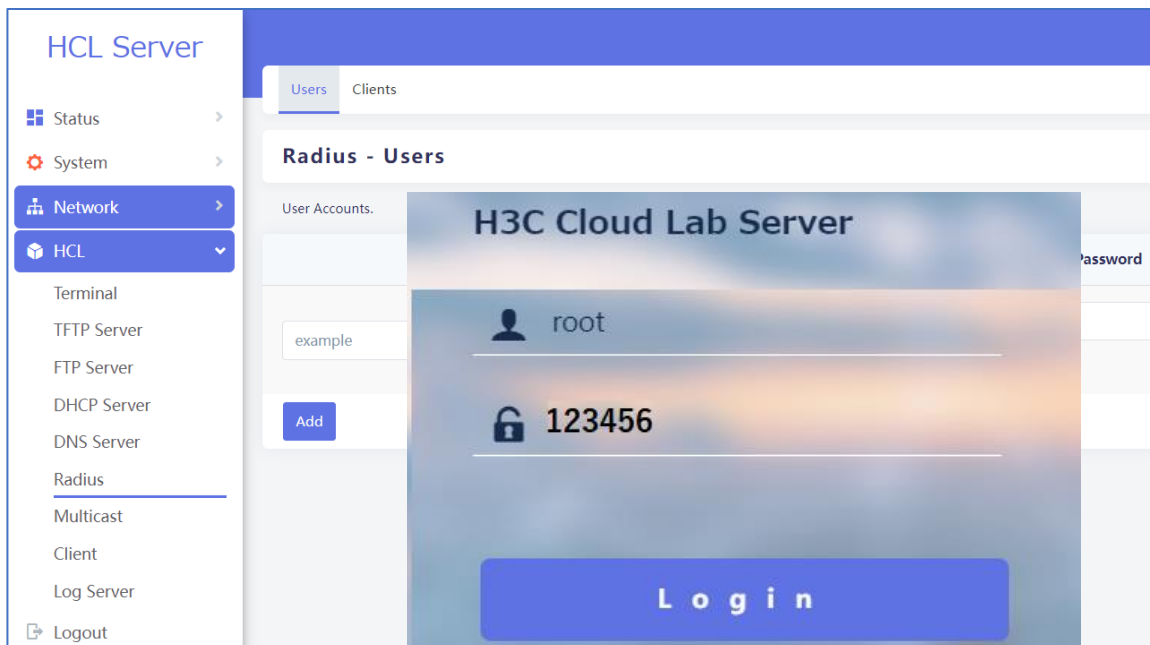 HCL Server
Status
System
Network
HCL
Terminal
TFTP Server
FTP Server
DHCP Server
DNS Server
Radius
Multicast
Client
Log Server
Logout
Users Clients
Radius - Users
User Accounts.
Password
example
Add
H3C Cloud Lab Server
root
123456
Login